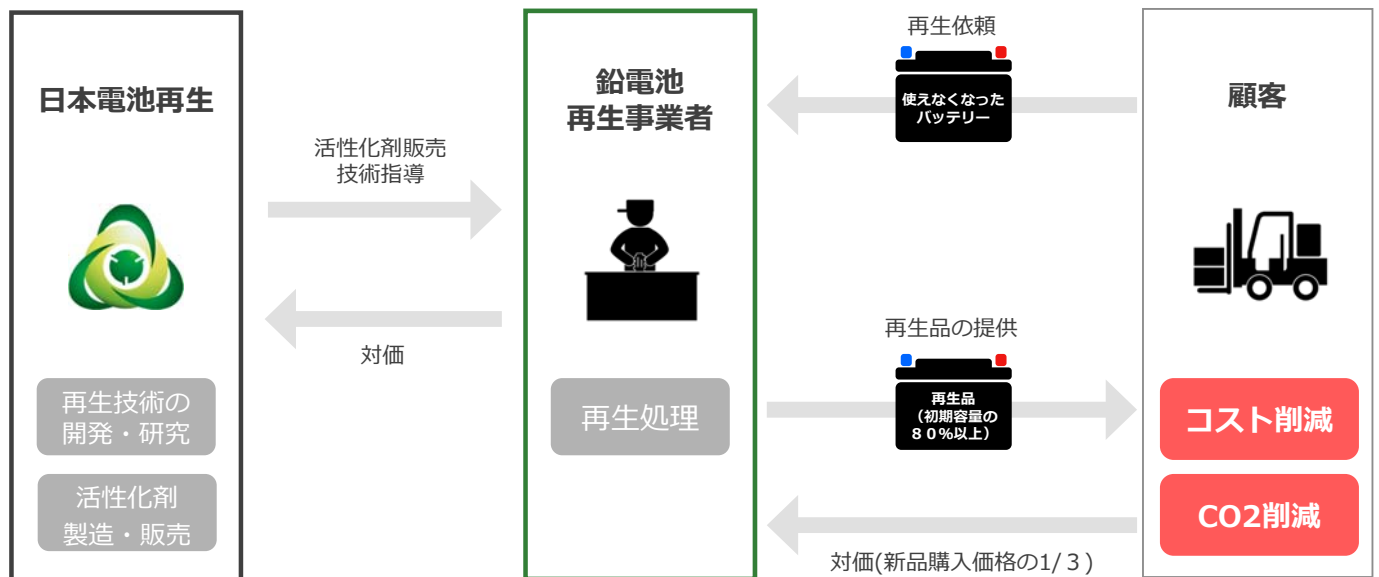 日本電池再生
再生技術の
開発・研究
活性化剤
製造・販売
活性化剤販売
技術指導
対価
鉛電池
再生事業者
再生処理
再生依頼
使えなくなった
バッテリー
再生品の提供
再生品
（初期容量の
８０%以上）
対価(新品購入価格の1/３)
顧客
コスト削減
CO2削減